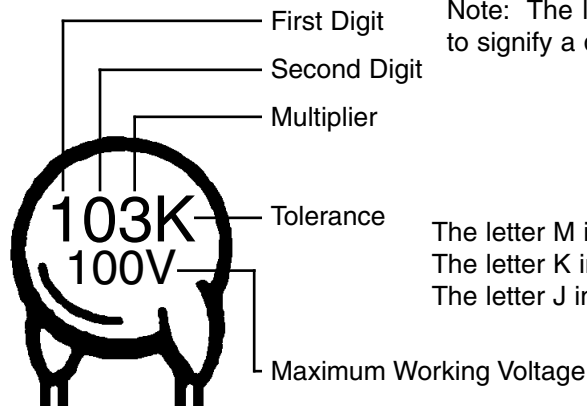 First Digit
Second Digit
Multiplier
Tolerance
Maximum Working Voltage
103K
100V
Note: The
to signify a
The letter M
The letter K
The letter J